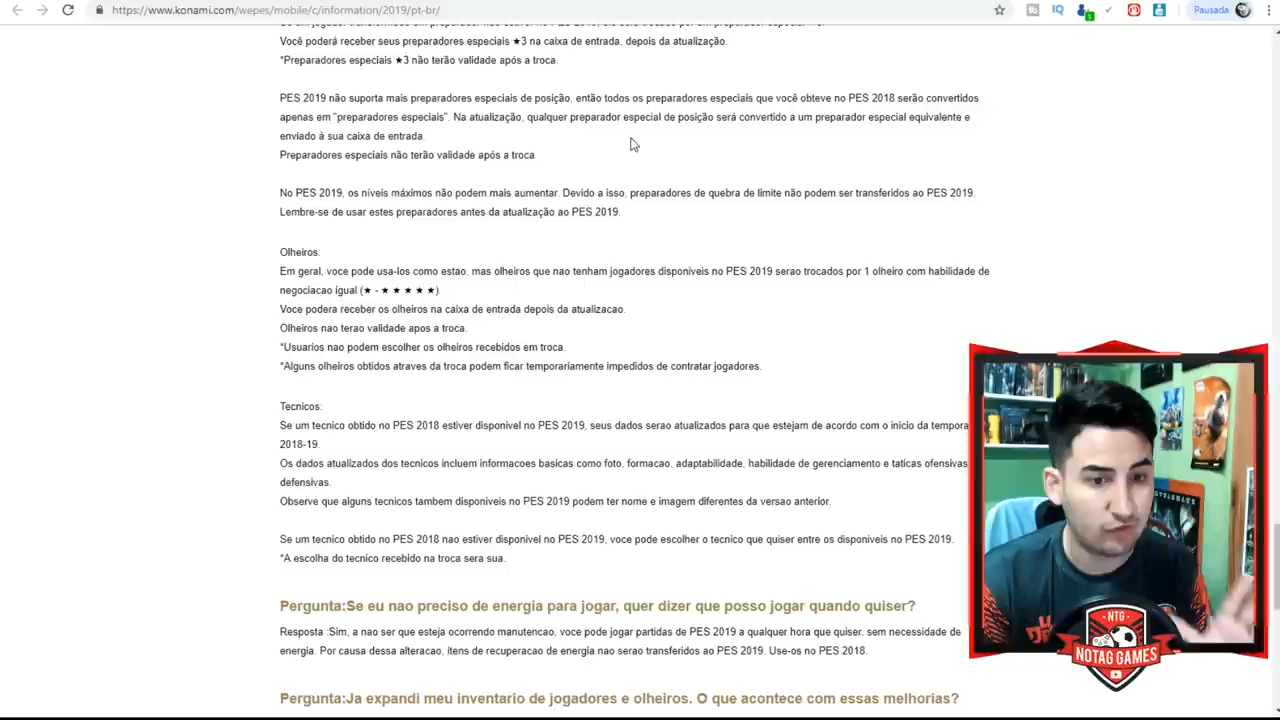 https://www.konami.com/wepes/mobile/c/information/2019/pt-br/
Pausada
Você poderá receber seus preparadores especiais ★3 na caixa de entrada, depois da atualização.
*Preparadores especiais ★3 não terão validade após a troca.
PES 2019 não suporta mais preparadores especiais de posição, então todos os preparadores especiais que você obteve no PES 2018 serão convertidos
apenas em "preparadores especiais". Na atualização, qualquer preparador especial de posição será convertido a um preparador especial equivalente e
enviado à sua caixa de entrada.
Preparadores especiais não terão validade após a troca
No PES 2019, os níveis máximos não podem mais aumentar. Devido a isso, preparadores de quebra de limite não podem ser transferidos ao PES 2019.
Lembre-se de usar estes preparadores antes da atualização ao PES 2019.
Olheiros:
Em geral, voce pode usa-los como estao, mas olheiros que nao tenham jogadores disponiveis no PES 2019 serao trocados por 1 olheiro com habilidade de
negociacao igual (★ - ★ ★ ★ ★ ★).
Voce podera receber os olheiros na caixa de entrada depois da atualizacao.
Olheiros nao terao validade apos a troca.
*Usuarios nao podem escolher os olheiros recebidos em troca.
*Alguns olheiros obtidos atraves da troca podem ficar temporariamente impedidos de contratar jogadores.
Tecnicos:
Se um tecnico obtido no PES 2018 estiver disponivel no PES 2019, seus dados serao atualizados para que estejam de acordo com o inicio da tempora
2018-19.
Os dados atualizados dos tecnicos incluem informacoes basicas como foto, formacao, adaptabilidade, habilidade de gerenciamento e taticas ofensivas
defensivas.
Observe que alguns tecnicos tambem disponiveis no PES 2019 podem ter nome e imagem diferentes da versao anterior.
Se um tecnico obtido no PES 2018 nao estiver disponivel no PES 2019, voce pode escolher o tecnico que quiser entre os disponiveis no PES 2019.
*A escolha do tecnico recebido na troca sera sua.
Pergunta:Se eu nao preciso de energia para jogar, quer dizer que posso jogar quando quiser?
Resposta :Sim, a nao ser que esteja ocorrendo manutencao, voce pode jogar partidas de PES 2019 a qualquer hora que quiser, sem necessidade de
energia. Por causa dessa alteracao, itens de recuperacao de energia nao serao transferidos ao PES 2019. Use-os no PES 2018.
Pergunta:Ja expandi meu inventario de jogadores e olheiros. O que acontece com essas melhorias?
NTG
NOTAG GAMES